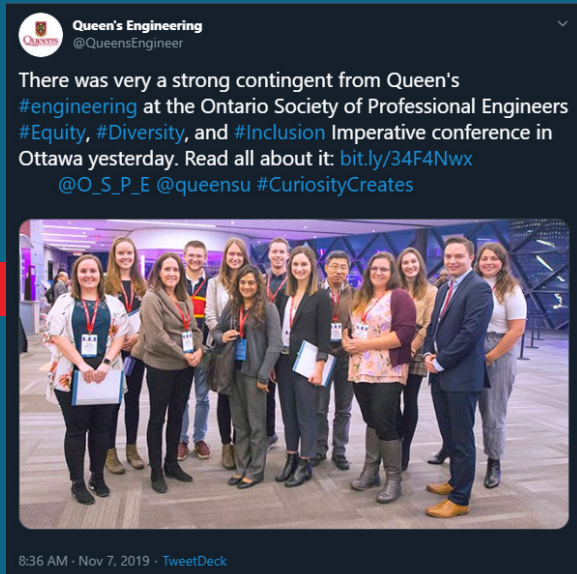 Queen's Engineering
@QueensEngineer
Queen's
There was very a strong contingent from Queen's
#engineering at the Ontario Society of Professional Engineers
#Equity, #Diversity, and #Inclusion Imperative conference in
Ottawa yesterday. Read all about it: bit.ly/34F4Nwx
@O_S_P_E @queensu #CuriosityCreates
8:36 AM · Nov 7, 2019 · TweetDeck